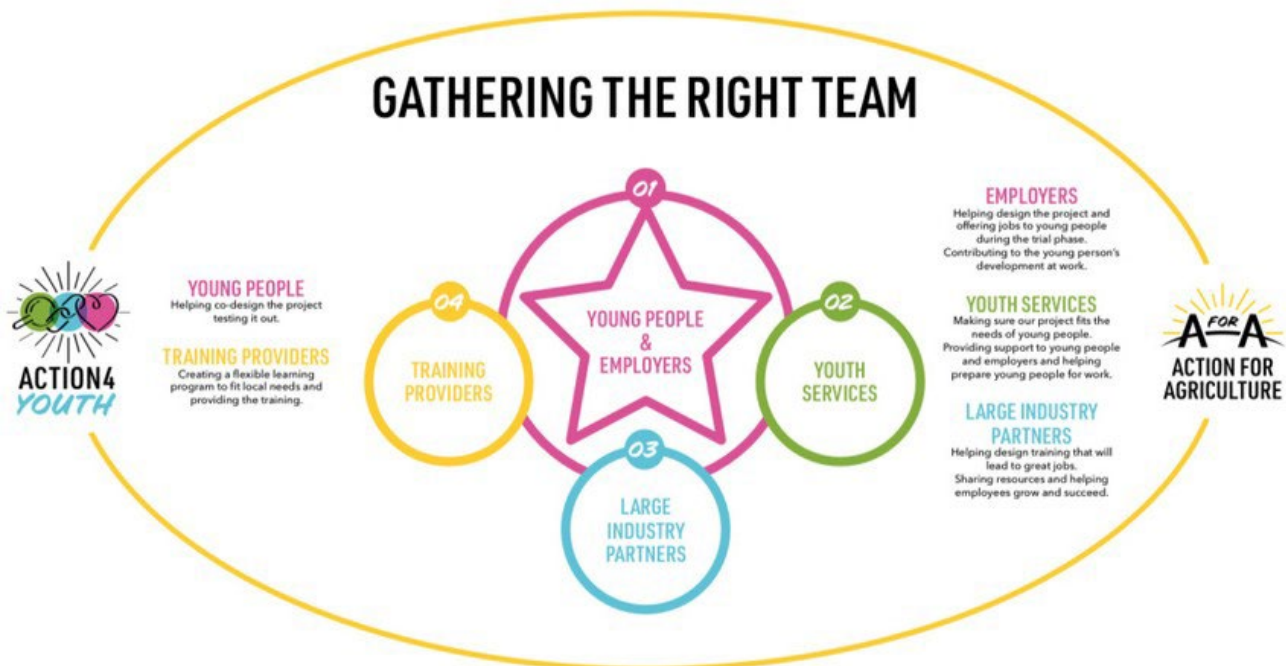 GATHERING THE RIGHT TEAM
ACTION4
YOUTH
YOUNG PEOPLE
Helping co-design the project
testing it out.
TRAINING PROVIDERS
Creating a flexible learning
program to fit local needs and
providing the training.
01
YOUNG PEOPLE
&
EMPLOYERS
02
YOUTH
SERVICES
03
LARGE
INDUSTRY
PARTNERS
04
TRAINING
PROVIDERS
EMPLOYERS
Helping design the project and
offering jobs to young people
during the trial phase.
Contributing to the young person's
development at work.
YOUTH SERVICES
Making sure our project fits the
needs of young people.
Providing support to young people
and employers and helping
prepare young people for work.
LARGE INDUSTRY
PARTNERS
Helping design training that will
lead to great jobs.
Sharing resources and helping
employees grow and succeed.
A FOR A
ACTION FOR
AGRICULTURE